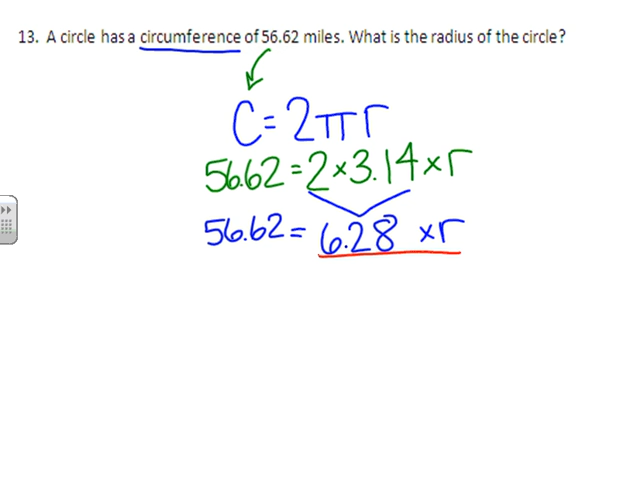 13. A circle has a circumference of 56.62 miles. What is the radius of the circle?
C = 2πr
56.62 = 2 × 3.14 × r
56.62 = 6.28 × r